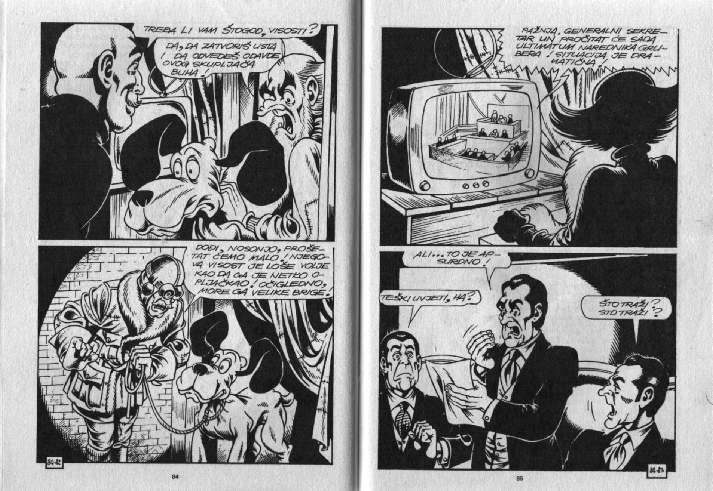 TREBA LI VAM ŠTOGOD, VISOSTI?
DA, DA ZATVORIŠ USTA
I DA ODVEDEŠ ODAVDE
OVOG SKUPLJAČA
BUHA!
DOĐI, NOSONJO, PROŠE-
TAT ĆEMO MALO! NJEGO-
VA VISOST JE LOŠE VOLJE
KAO DA GA JE NETKO O-
PLJAČKAO! OČIGLEDNO,
MORE GA VELIKE BRIGE!
84
PAŽNJA, GENERALNI SEKRE-
TAR UN PROČITAT ĆE SADA
ULTIMATUM NAREDNIKA GRU-
BERA! SITUACIJA JE DRA-
MATIČNA
ALI... TO JE AP-
SURDNO!
TEŠKI UVJETI, HA?
ŠTO TRAŽI?
SID TRAŽI?
85